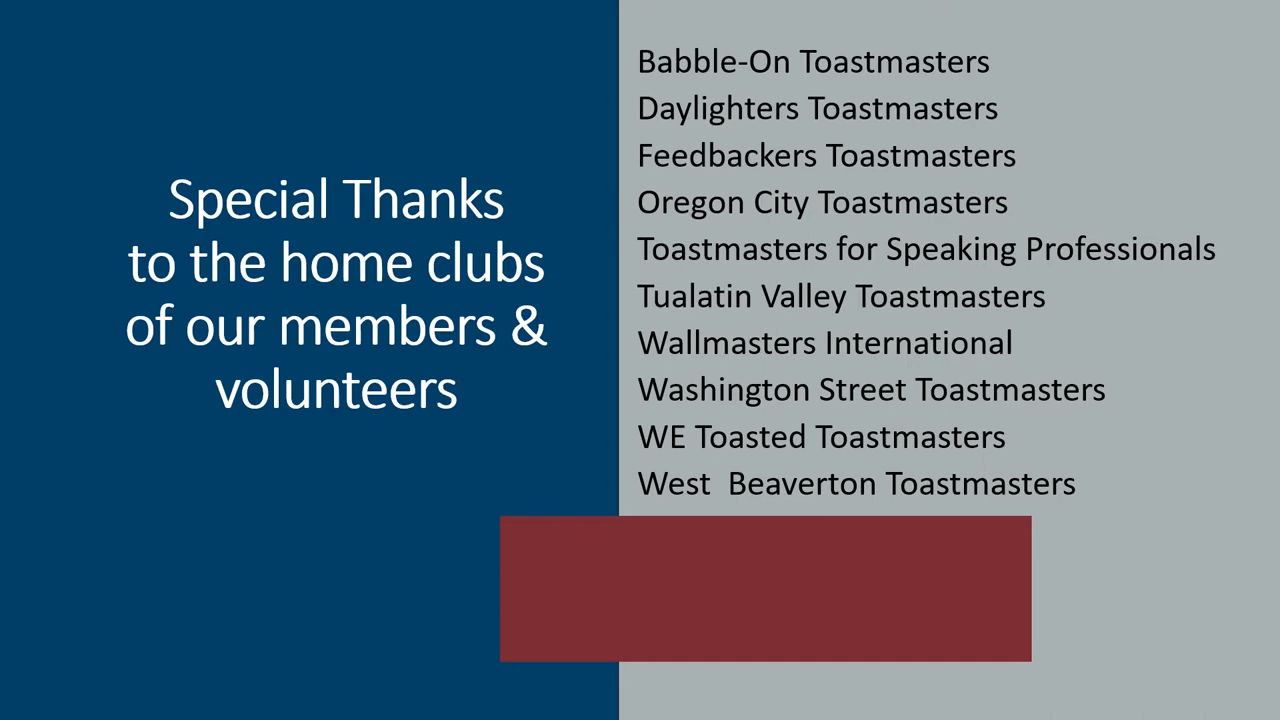 Special Thanks
to the home clubs
of our members &
volunteers
Babble-On Toastmasters
Daylighters Toastmasters
Feedbackers Toastmasters
Oregon City Toastmasters
Toastmasters for Speaking Professionals
Tualatin Valley Toastmasters
Wallmasters International
Washington Street Toastmasters
WE Toasted Toastmasters
West  Beaverton Toastmasters